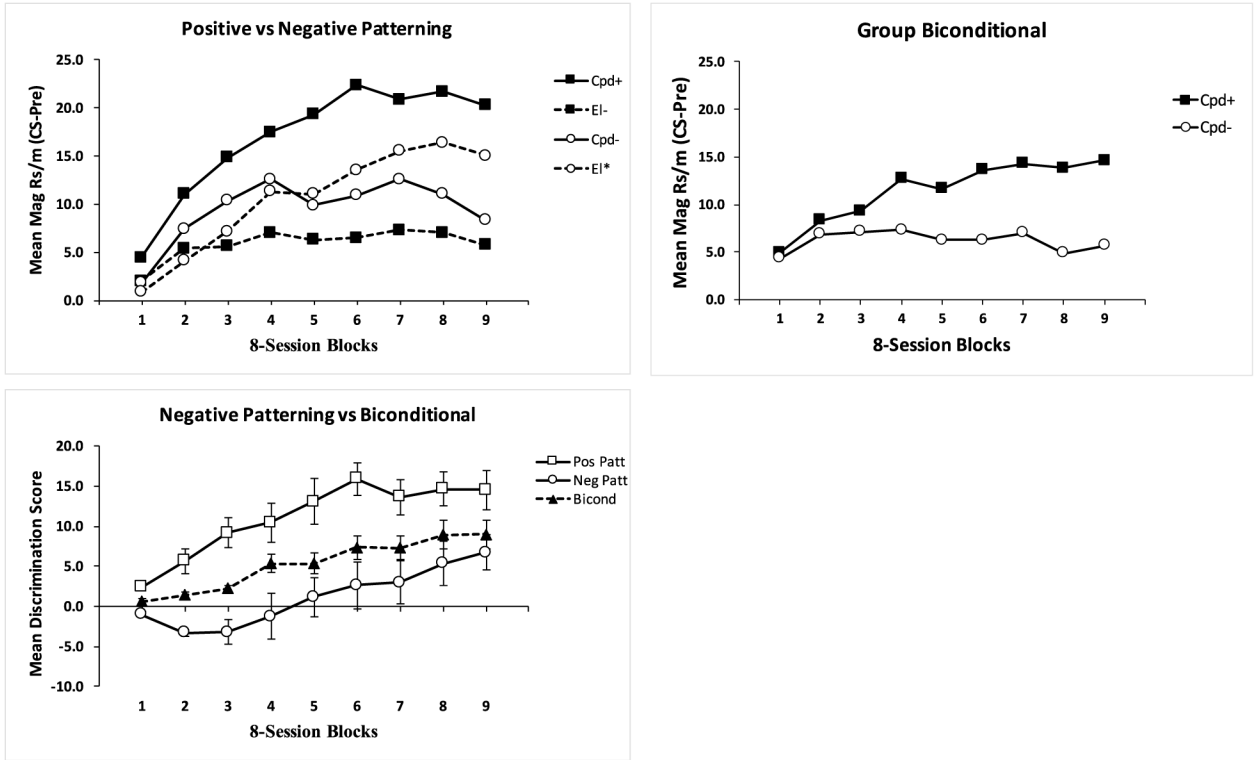 Positive vs Negative Patterning
Mean Mag Rs/m (CS-Pre)
25.0
20.0
15.0
10.0
5.0
0.0
1 2 3 4 5 6 7 8 9
8-Session Blocks
Cpd+
El-
Cpd-
El*
Group Biconditional
Mean Mag Rs/m (CS-Pre)
25.0
20.0
15.0
10.0
5.0
0.0
1 2 3 4 5 6 7 8 9
8-Session Blocks
Cpd+
Cpd-
Negative Patterning vs Biconditional
Mean Discrimination Score
20.0
15.0
10.0
5.0
0.0
-5.0
-10.0
1 2 3 4 5 6 7 8 9
8-Session Blocks
Pos Patt
Neg Patt
Bicond